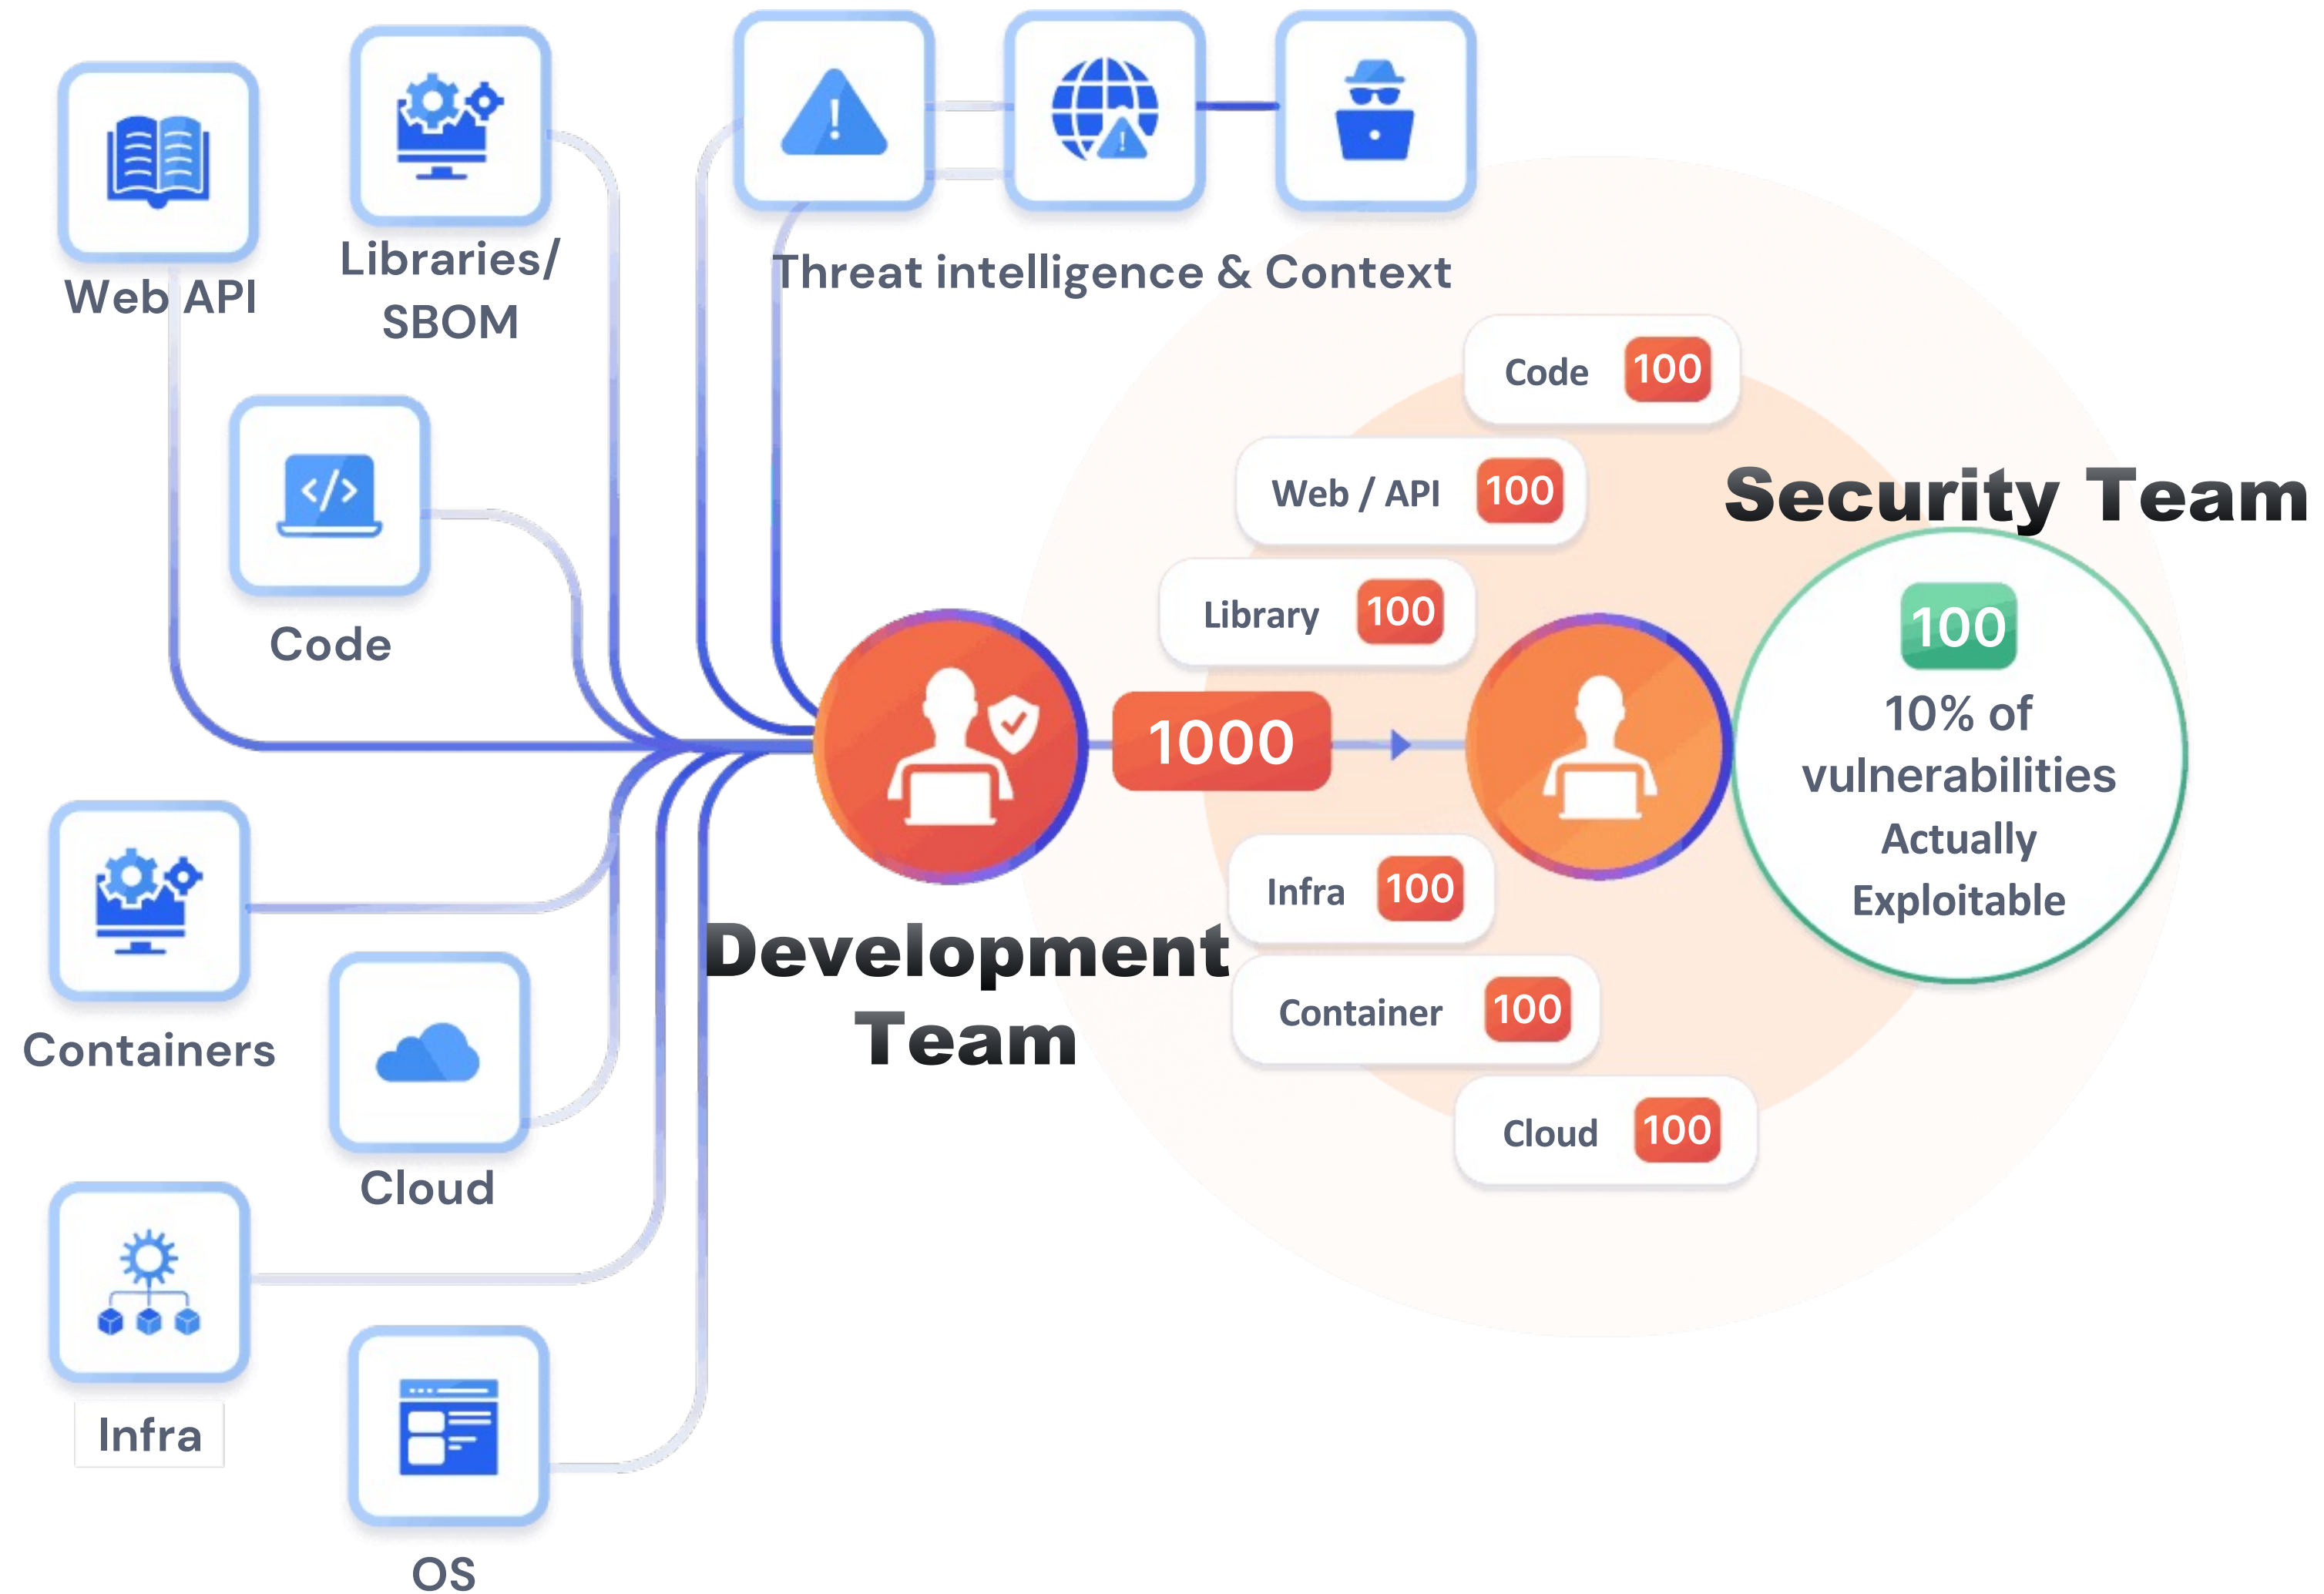 Web API
Libraries/
SBOM
Threat intelligence & Context
Code
Containers
Cloud
Infra
OS
Development
Team
1000
Code 100
Web / API 100
Library 100
Infra 100
Container 100
Cloud 100
Security Team
100
10% of
vulnerabilities
Actually
Exploitable